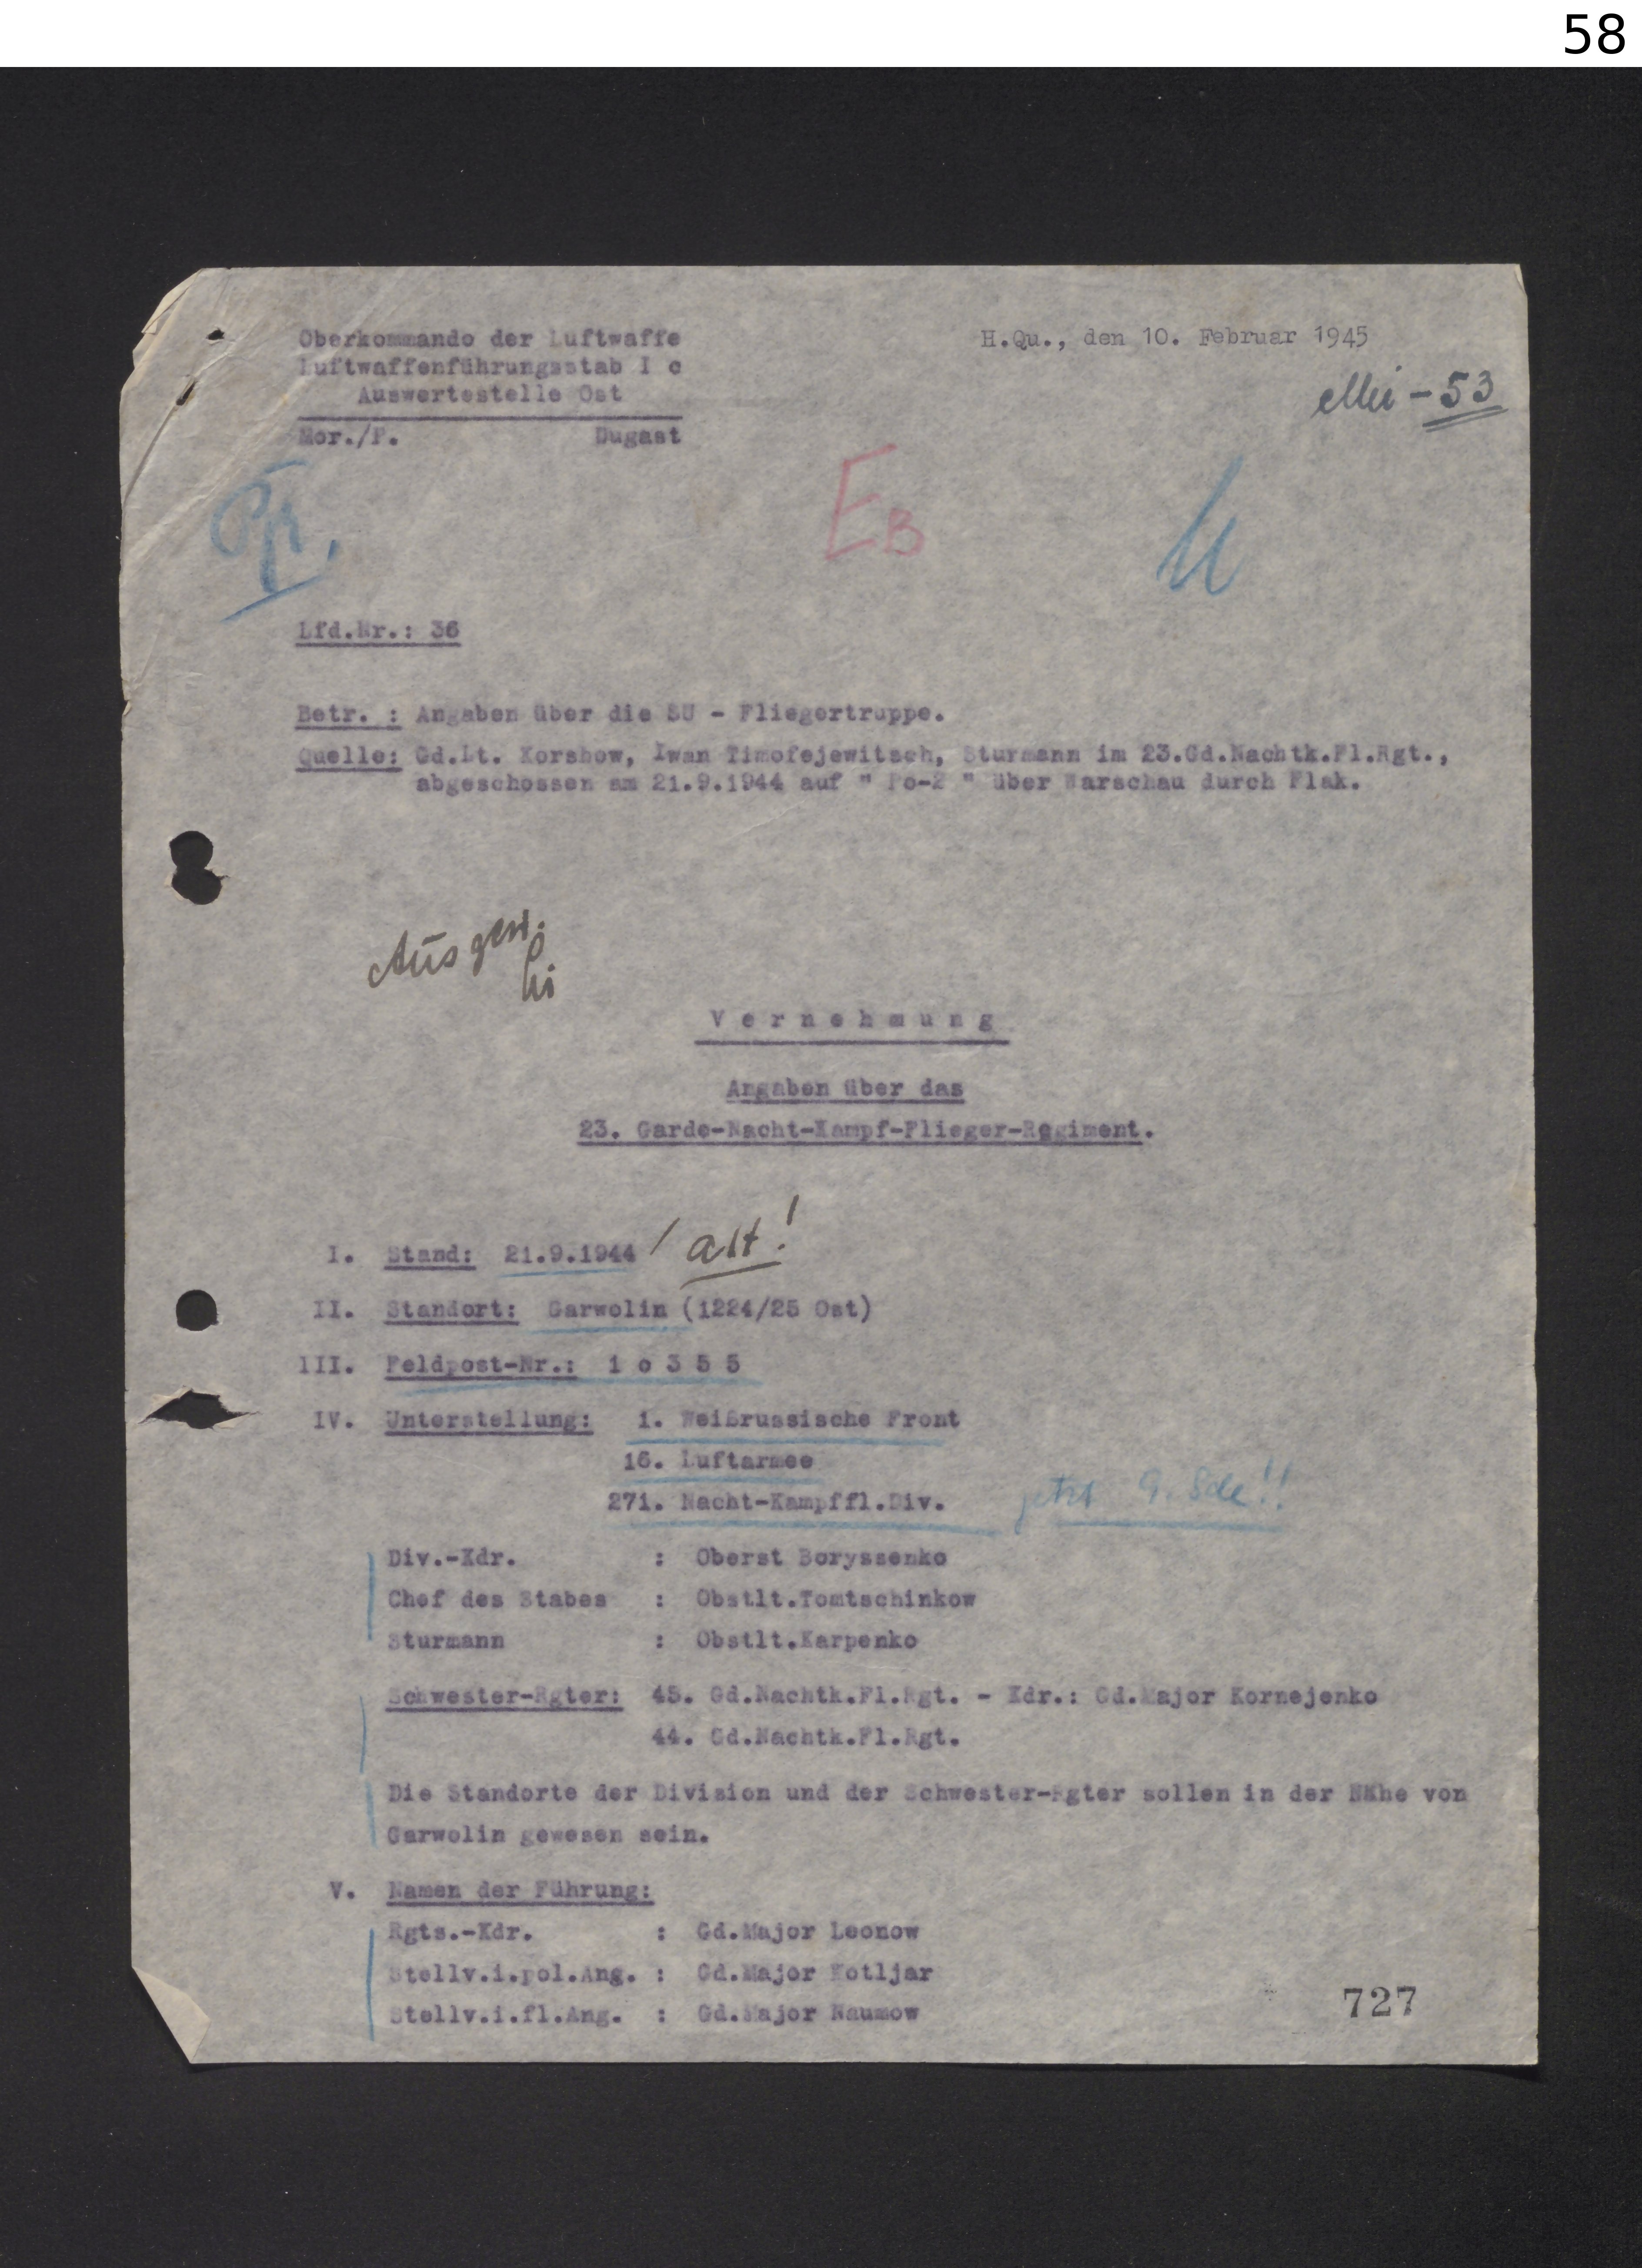 58
Oberkommando der Luftwaffe
Luftwaffenführungsstab I c
Auswertestelle Ost
Mor./P. Dugast
H.Qu., den 10. Februar 1945
53
EB
Lfd.Nr.: 36
Betr. : Angaben über die SU - Fliegertruppe.
Quelle: Gd.Lt. Korshow, Iwan Timofejewitsch, Sturmann im 23.Gd.Nachtk.Fl.Rgt.,
abgeschossen am 21.9.1944 auf " Po-2 " über Warschau durch Flak.
V e r n e h m u n g
Angaben über das
23. Garde-Nacht-Kampf-Flieger-Regiment.
I. Stand: 21.9.1944 / alt!
II. Standort: Garwolin (1224/25 Ost)
III. Feldpost-Nr.: 1 o 3 5 5
IV. Unterstellung: 1. Weißrussische Front
16. Luftarmee
271. Nacht-Kampffl.Div. jetzt 9. Gde!!
Div.-Kdr. : Oberst Boryssenko
Chef des Stabes : Obstlt.Tomtschinkow
Sturmann : Obstlt.Karpenko
Schwester-Rgter: 45. Gd.Nachtk.Fl.Rgt. - Kdr.: Gd.Major Kornejenko
44. Gd.Nachtk.Fl.Rgt.
Die Standorte der Division und der Schwester-Rgter sollen in der Nähe von
Garwolin gewesen sein.
V. Namen der Führung:
Rgts.-Kdr. : Gd.Major Leonow
Stellv.i.pol.Ang. : Gd.Major Kotljar
Stellv.i.fl.Ang. : Gd.Major Naumow
727